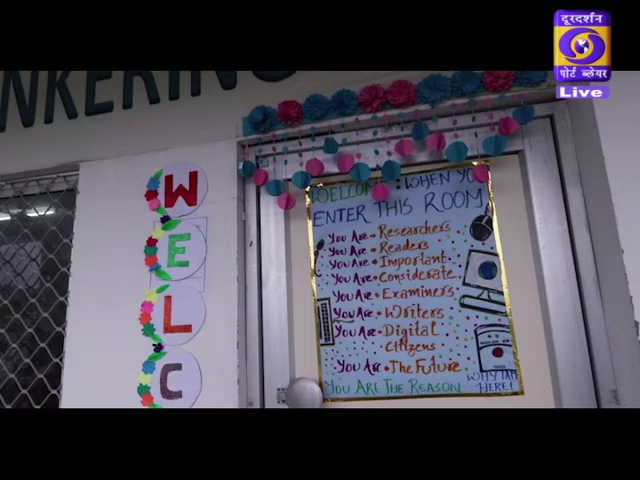 दूरदर्शन
पोर्ट ब्लेयर
Live
NKERING
W
E
L
C
WELCOME: WHEN YOU
ENTER THIS ROOM
You Are • Researchers
You Are • Readers
You Are • Important
You Are • Considerate
You Are • Examiners
You Are • Writers
You Are • Digital
Citizens
You Are • The Future
YOU ARE THE REASON
WHY I AM
HERE!